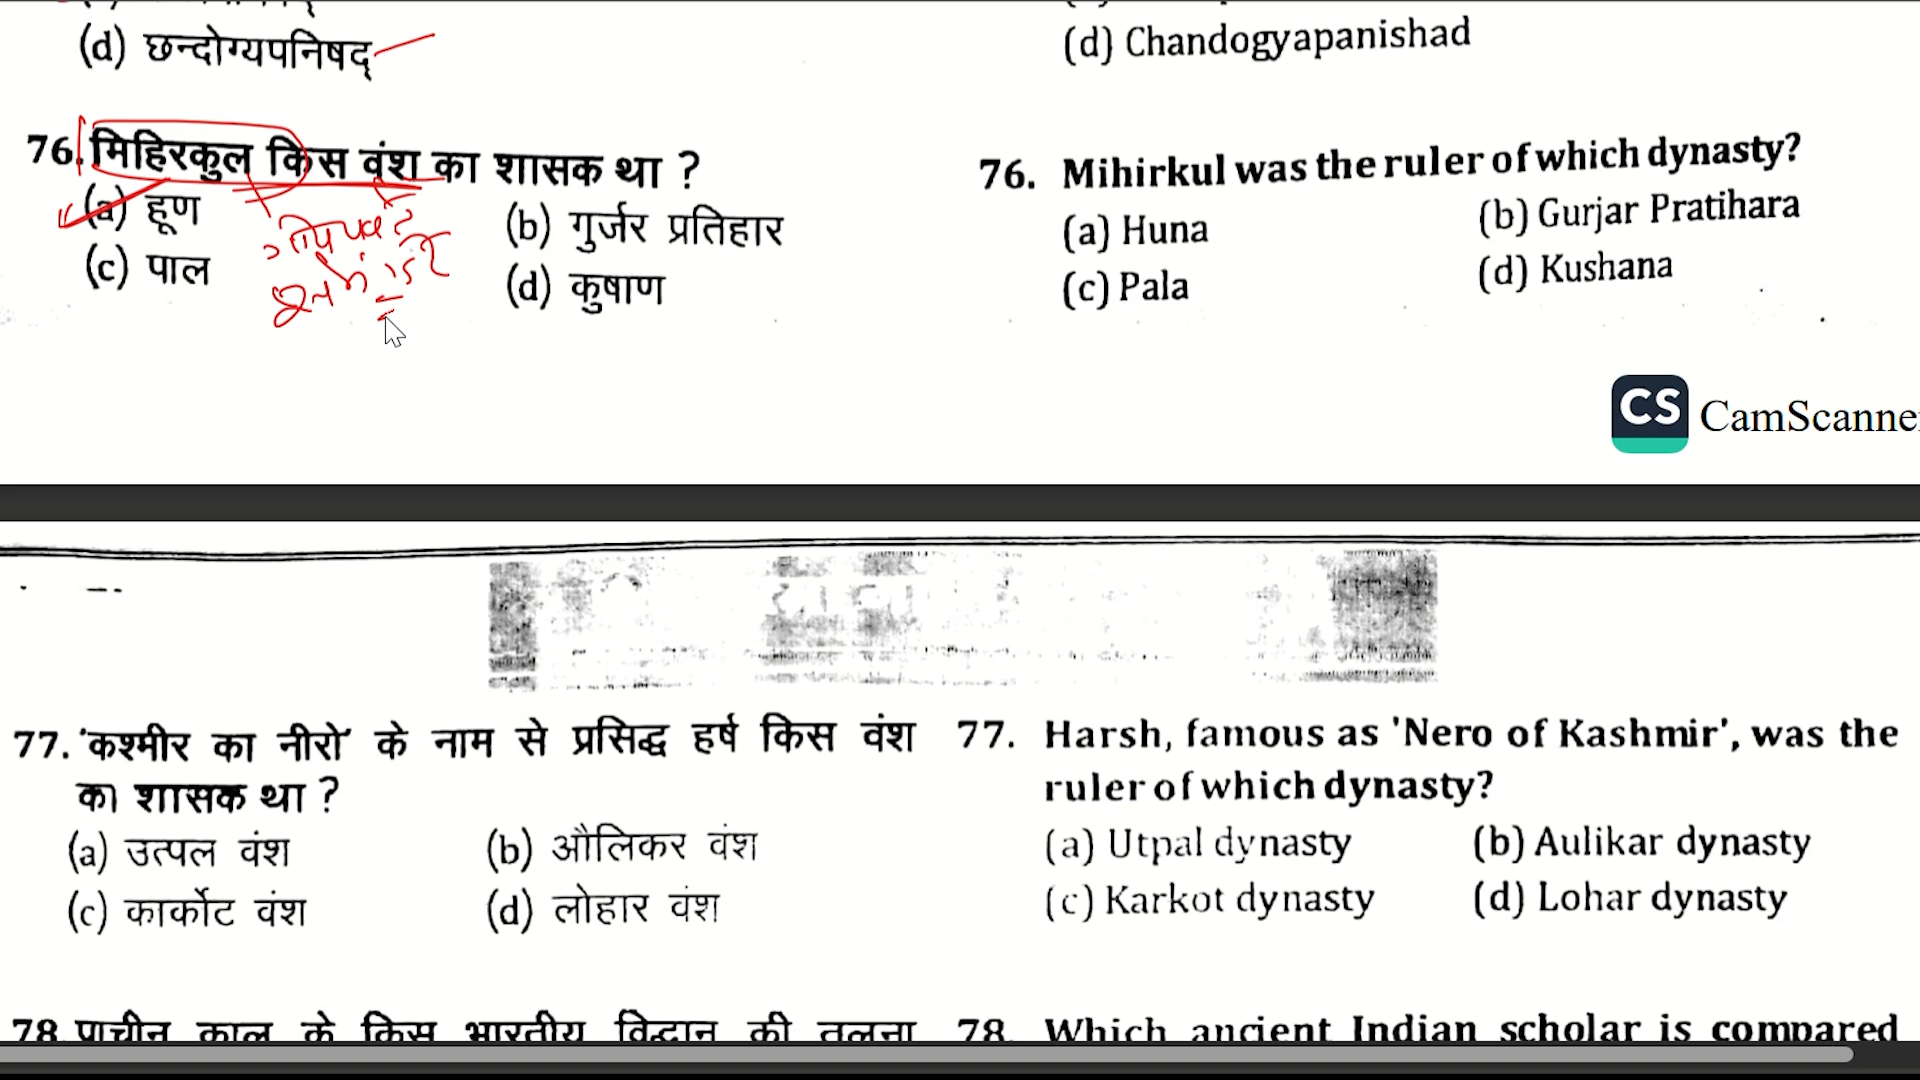 (d) छन्दोग्यपनिषद्
76. मिहिरकुल किस वंश का शासक था ?
(a) हूण
(b) गुर्जर प्रतिहार
(c) पाल
(d) कुषाण
(d) Chandogyapanishad
76. Mihirkul was the ruler of which dynasty?
(a) Huna
(b) Gurjar Pratihara
(c) Pala
(d) Kushana
CS CamScanne
77. 'कश्मीर का नीरो' के नाम से प्रसिद्ध हर्ष किस वंश
का शासक था ?
(a) उत्पल वंश
(b) औलिकर वंश
(c) कार्कोट वंश
(d) लोहार वंश
77. Harsh, famous as 'Nero of Kashmir', was the
ruler of which dynasty?
(a) Utpal dynasty
(b) Aulikar dynasty
(c) Karkot dynasty
(d) Lohar dynasty
78. प्राचीन काल के किस भारतीय विद्वान की तुलना
78. Which ancient Indian scholar is compared